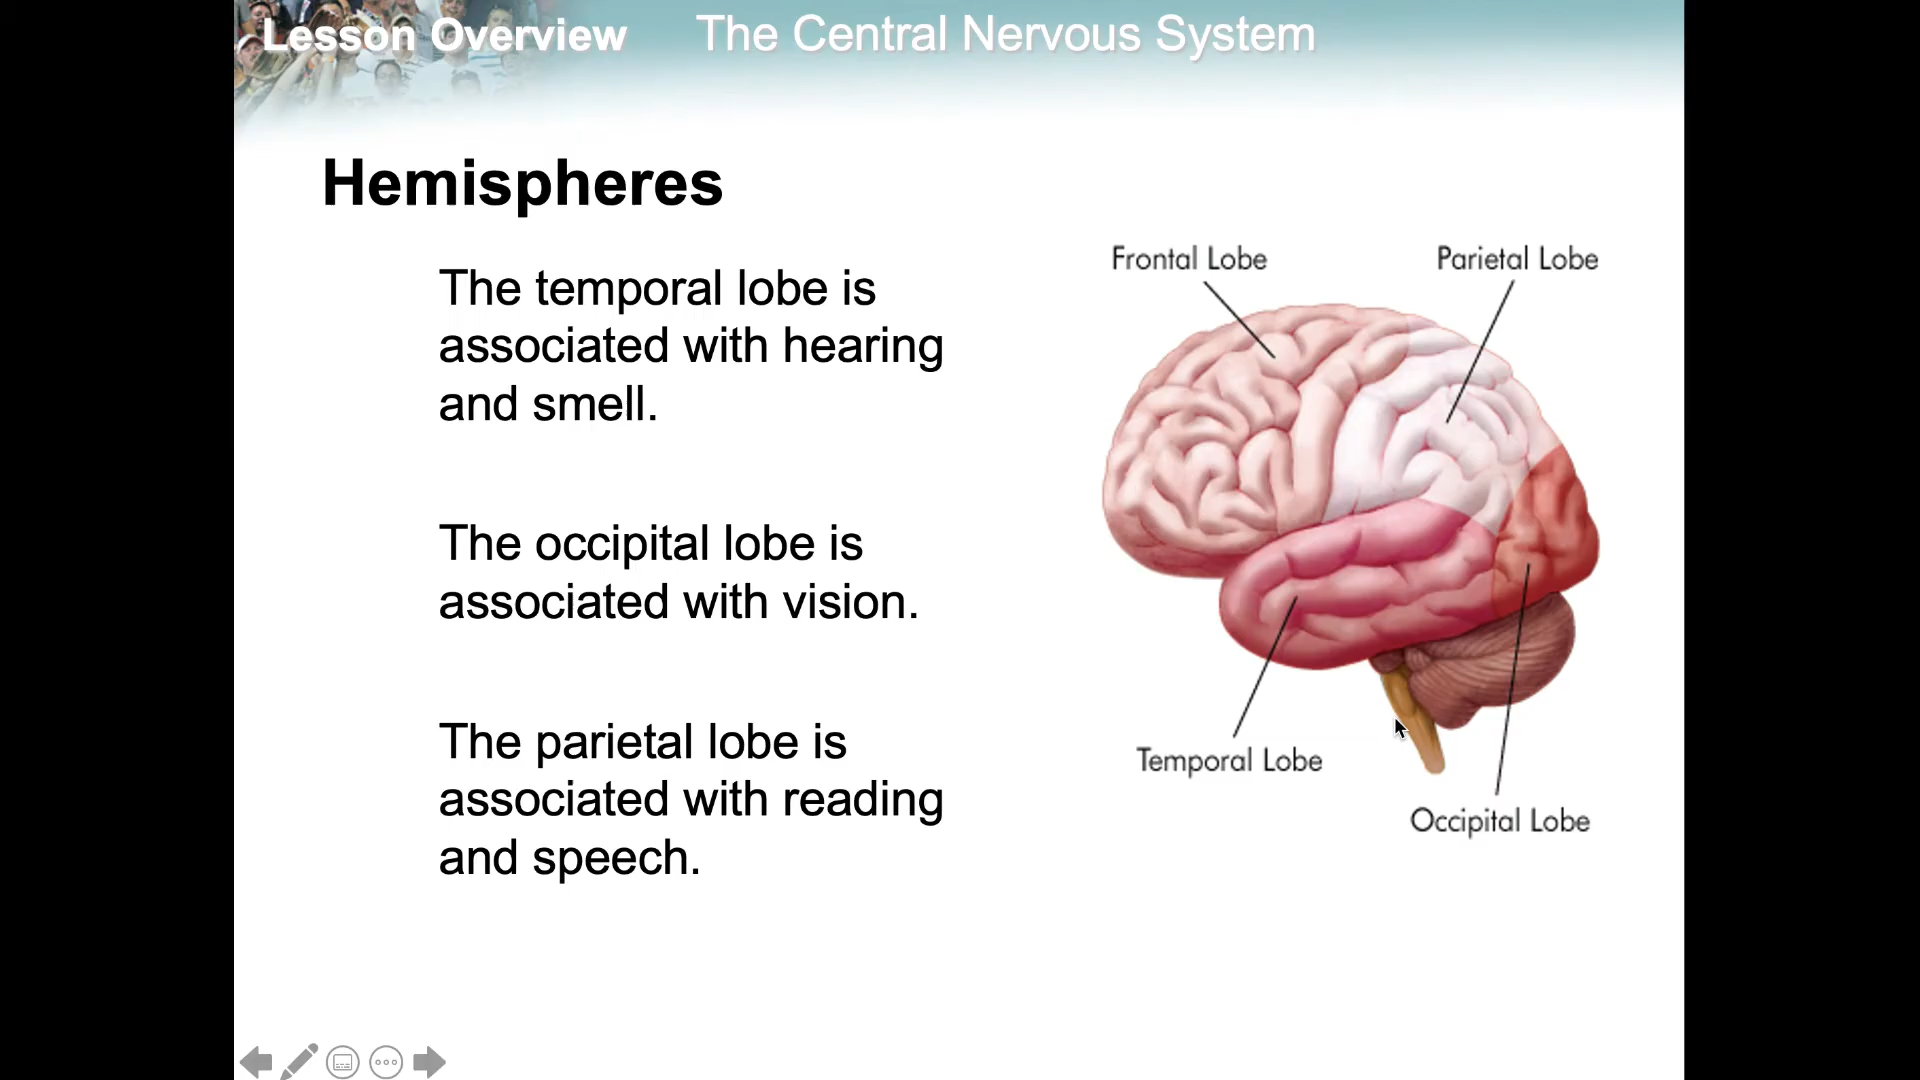 Lesson Overview The Central Nervous System
Hemispheres
The temporal lobe is
associated with hearing
and smell.
The occipital lobe is
associated with vision.
The parietal lobe is
associated with reading
and speech.
Frontal Lobe
Parietal Lobe
Temporal Lobe
Occipital Lobe